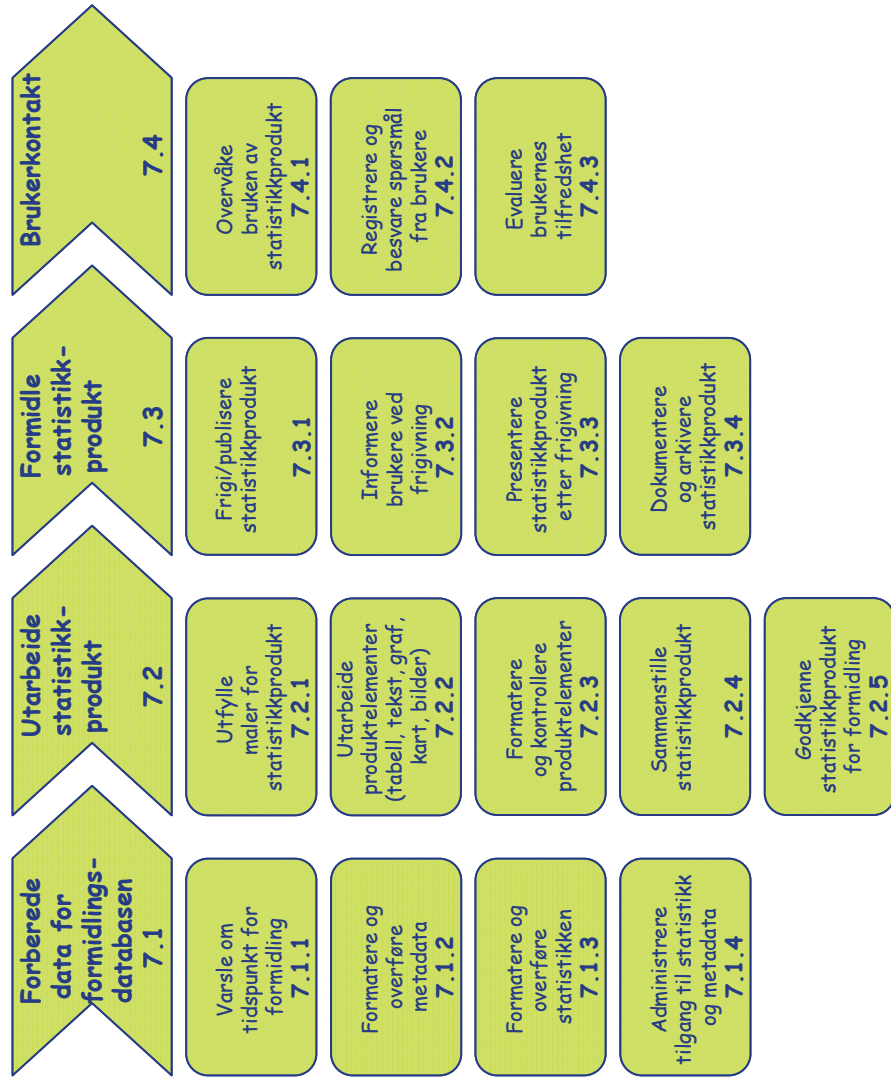 Forberede
data for
formidlings-
databasen
7.1
Varsle om
tidspunkt for
formidling
7.1.1
Formatere og
overføre
metadata
7.1.2
Formatere og
overføre
statistikken
7.1.3
Administrere
tilgang til statistikk
og metadata
7.1.4
Utarbeide
statistikk-
produkt
7.2
Utfylle
maler for
statistikkprodukt
7.2.1
Utarbeide
produktelementer
(tabell, tekst, graf,
kart, bilder)
7.2.2
Formatere
og kontrollere
produktelementer
7.2.3
Sammenstille
statistikkprodukt
7.2.4
Godkjenne
statistikkprodukt
for formidling
7.2.5
Formidle
statistikk-
produkt
7.3
Frigi/publisere
statistikkprodukt
7.3.1
Informere
brukere ved
frigivning
7.3.2
Presentere
statistikkprodukt
etter frigivning
7.3.3
Dokumentere
og arkivere
statistikkprodukt
7.3.4
Brukerkontakt
7.4
Overvåke
bruken av
statistikkprodukt
7.4.1
Registrere og
besvare spørsmål
fra brukere
7.4.2
Evaluere
brukernes
tilfredshet
7.4.3